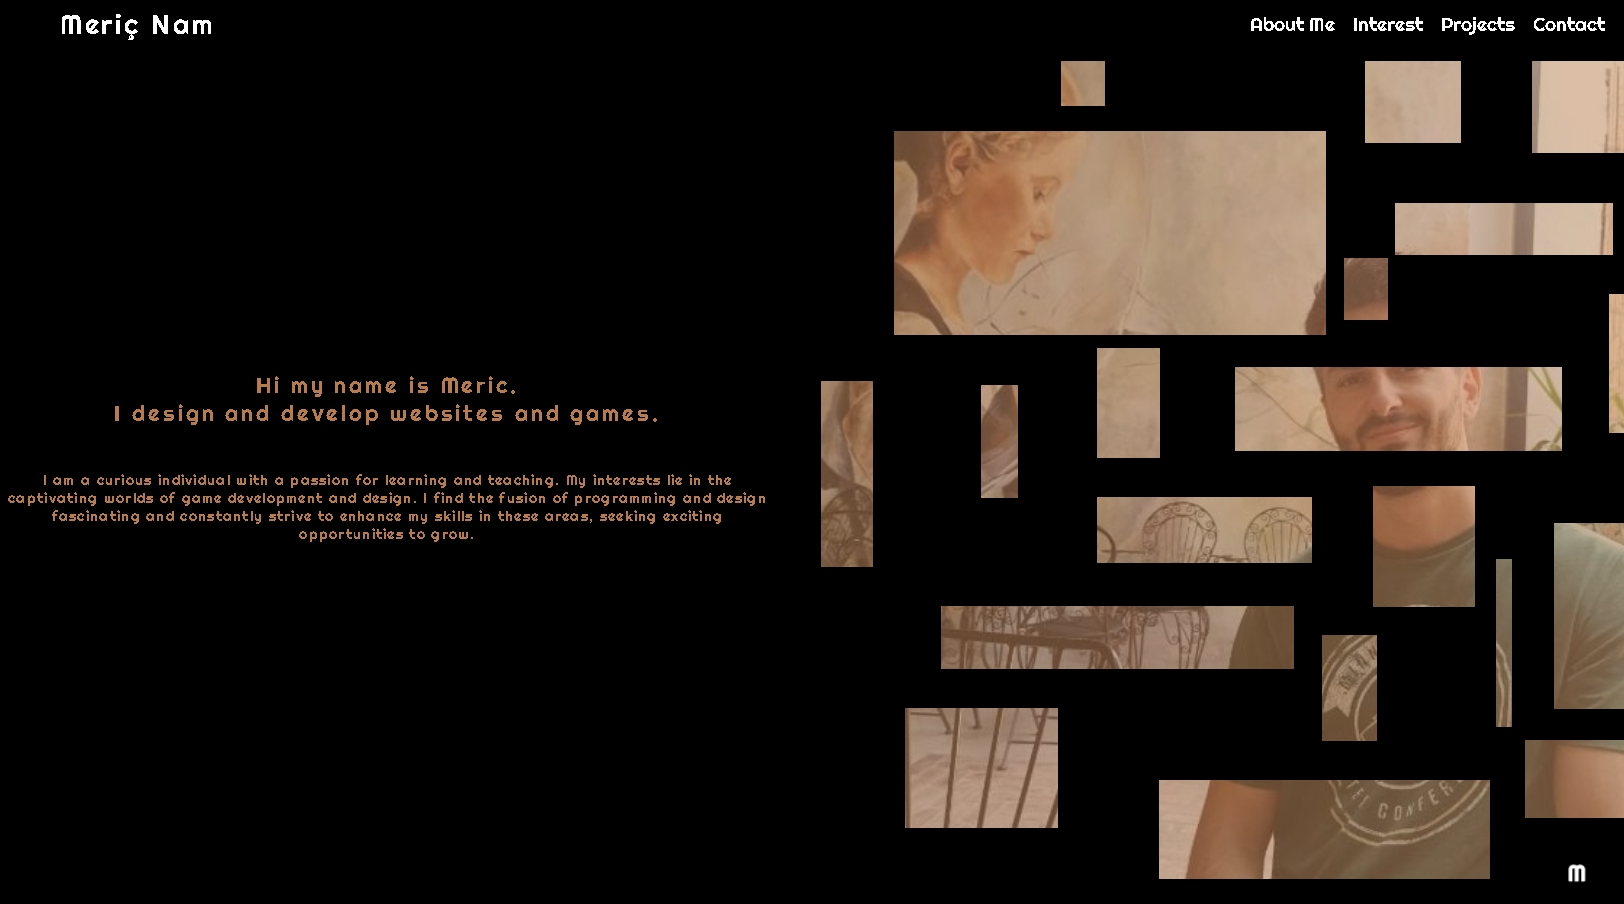 Meriç Nam
About Me Interest Projects Contact
Hi my name is Meric.
I design and develop websites and games.
I am a curious individual with a passion for learning and teaching. My interests lie in the
captivating worlds of game development and design. I find the fusion of programming and design
fascinating and constantly strive to enhance my skills in these areas, seeking exciting
opportunities to grow.
M